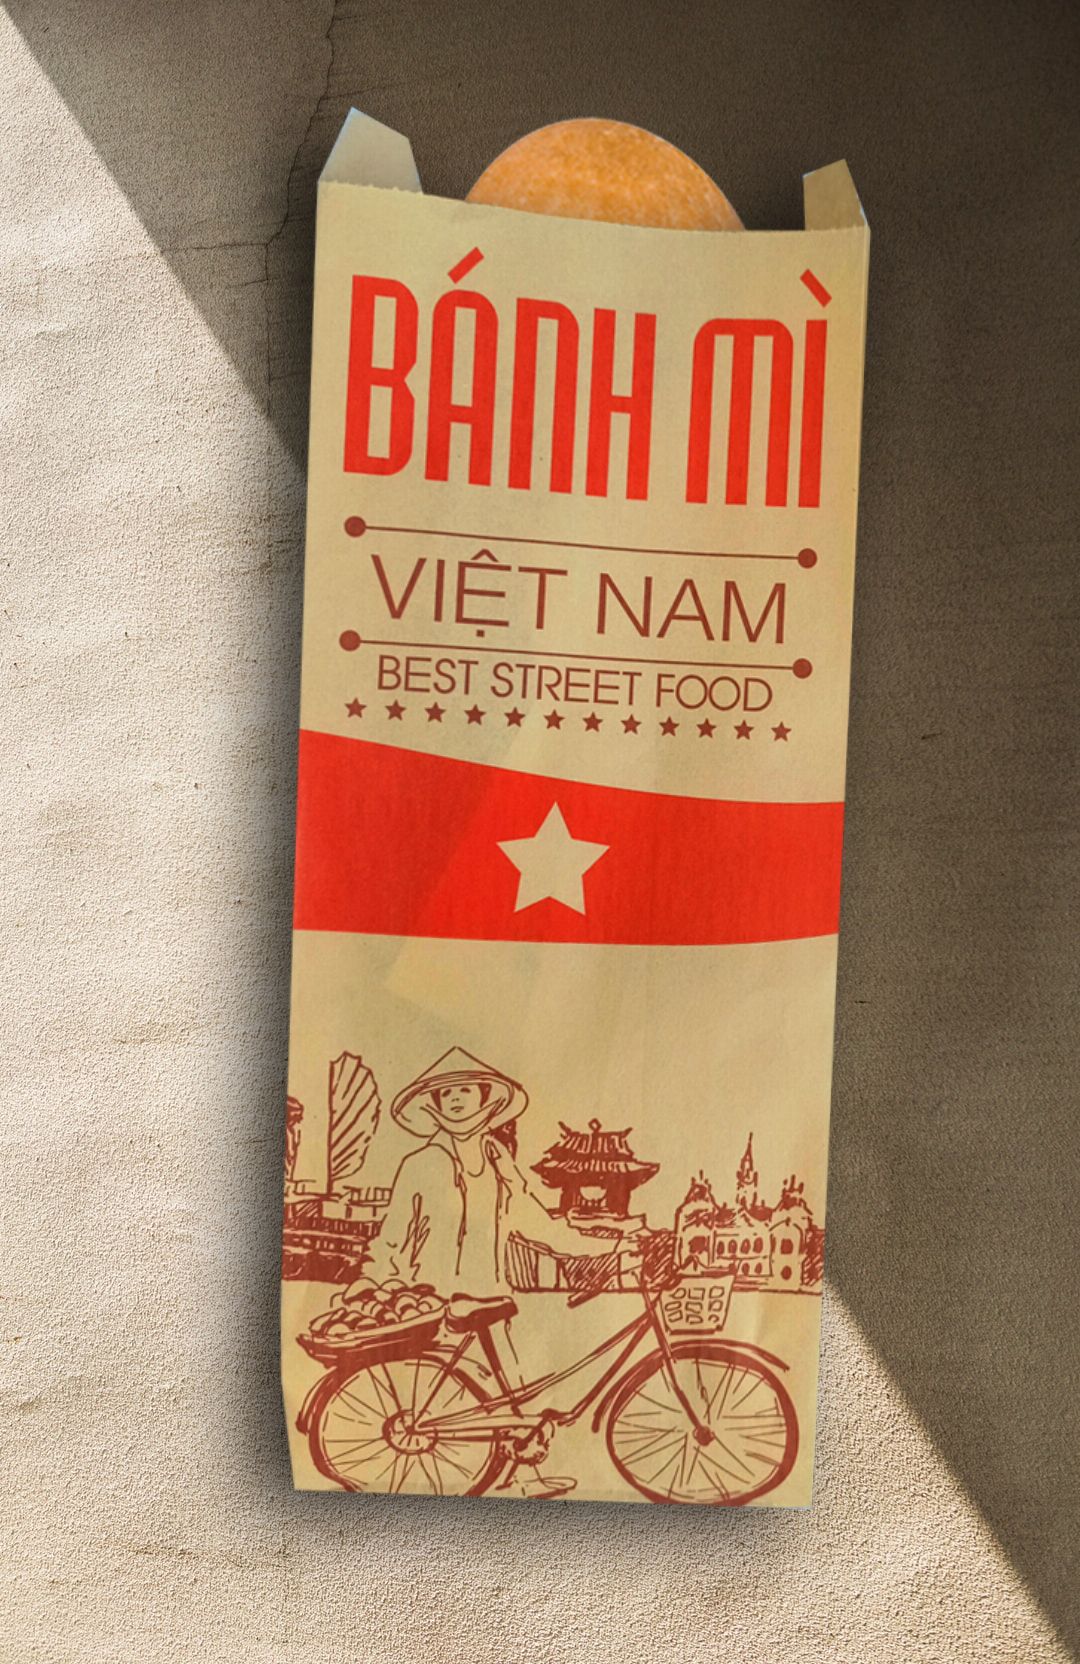 BÁNH MÌ
VIỆT NAM
BEST STREET FOOD